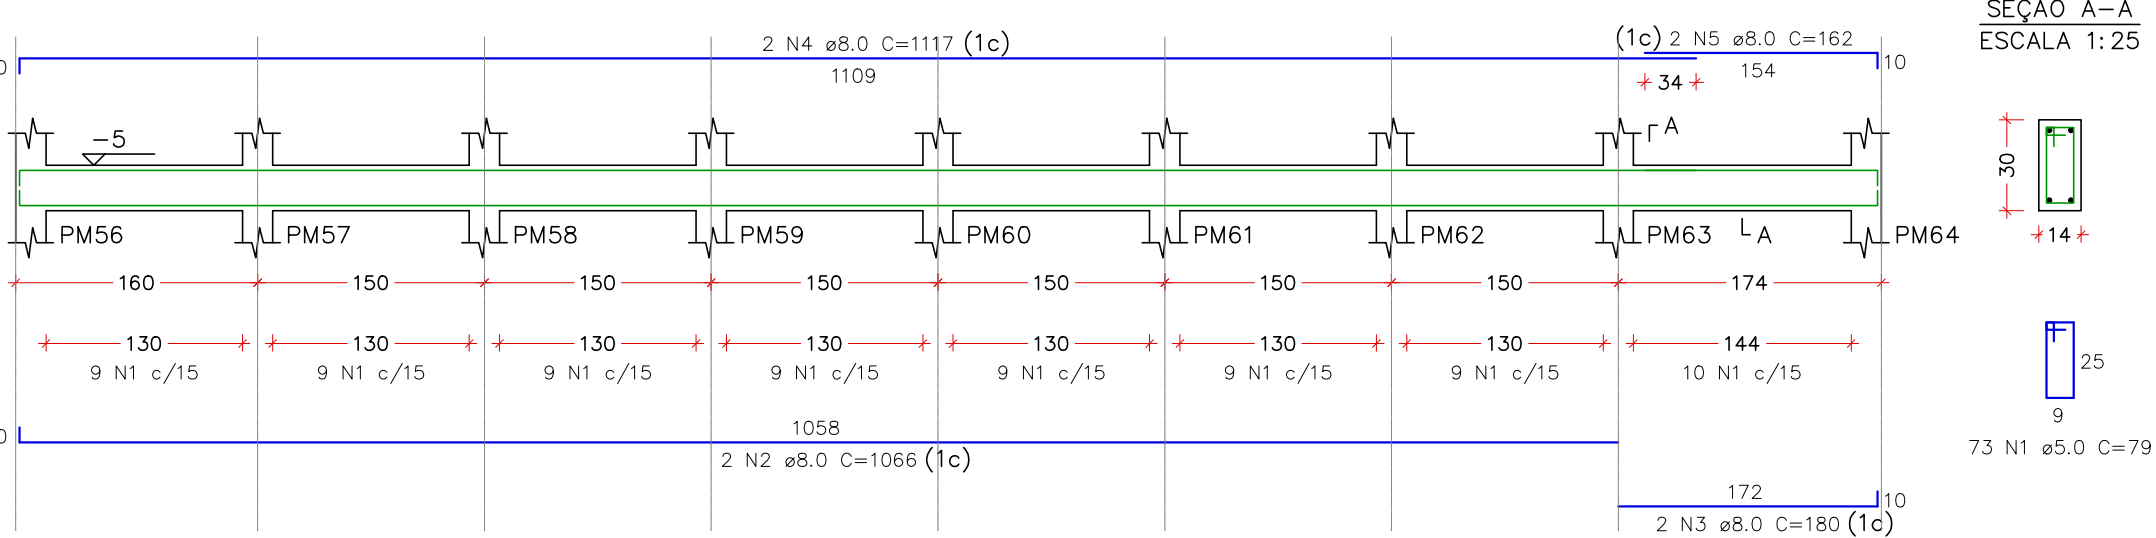 SEÇÃO A-A
ESCALA 1:25
2 N4 ø8.0 C=1117 (1c)
1109
(1c) 2 N5 ø8.0 C=162
154
10
34
-5
A
30
14
PM56 PM57 PM58 PM59 PM60 PM61 PM62 PM63 A PM64
160 150 150 150 150 150 150 174
130 130 130 130 130 130 130 144
9 N1 c/15 9 N1 c/15 9 N1 c/15 9 N1 c/15 9 N1 c/15 9 N1 c/15 9 N1 c/15 10 N1 c/15
25
9
73 N1 ø5.0 C=79
1058
2 N2 ø8.0 C=1066 (1c)
172
10
2 N3 ø8.0 C=180 (1c)